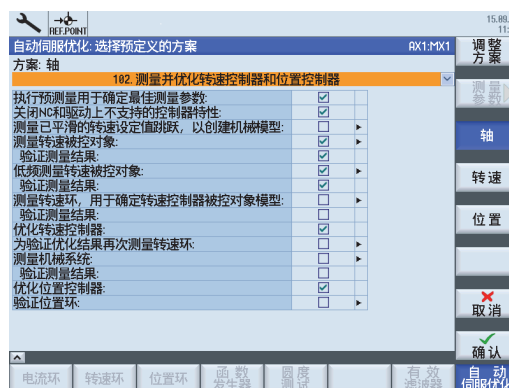 REF.POINT
15.09.
11:
自动伺服优化: 选择预定义的方案
AX1:MX1
方案: 轴
102. 测量并优化转速控制器和位置控制器
执行预测量用于确定最佳测量参数:
关闭NC和驱动上不支持的控制器特性:
测量已平滑的转速设定值跳跃, 以创建机械模型:
测量转速被控对象:
验证测量结果:
低频测量转速被控对象:
验证测量结果:
测量转速环, 用于确定转速控制器被控对象模型:
验证测量结果:
优化转速控制器:
为验证优化结果再次测量转速环:
测量机械系统:
验证测量结果:
优化位置控制器:
验证位置环:
调整
方案
测量
参数
轴
转速
位置
取消
确认
电流环
转速环
位置环
函数
发生器
圆度
测试
有效
滤波器
自动
伺服优化